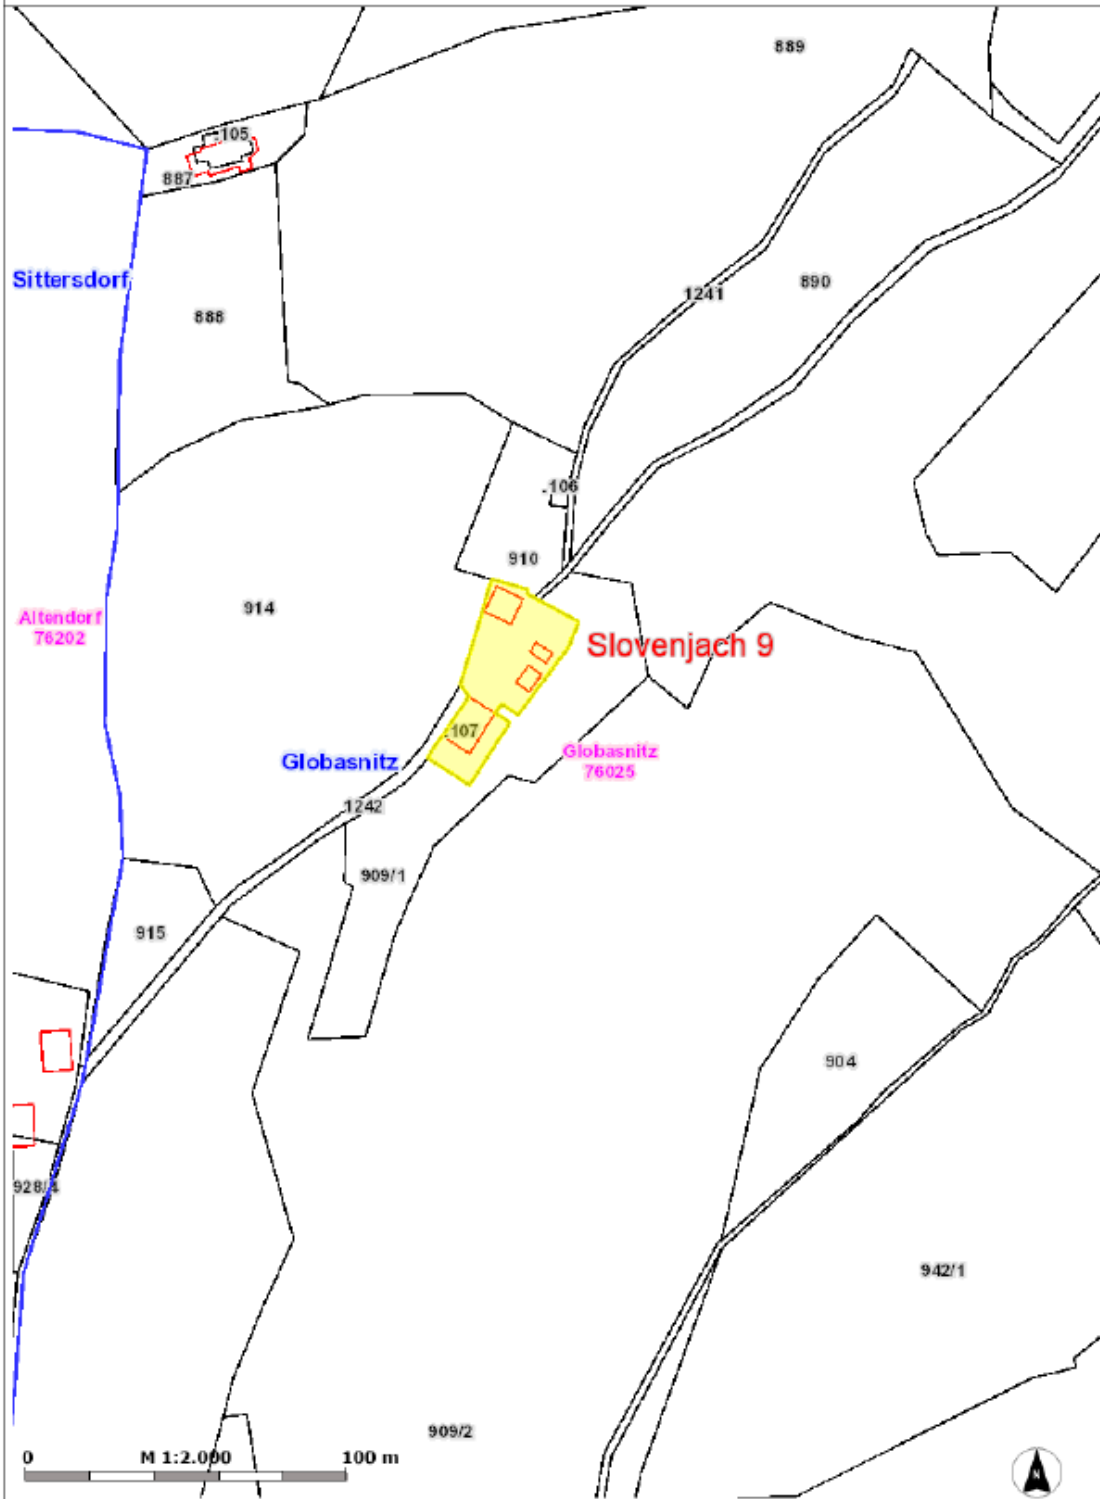 889
.105
887
Sittersdorf
890
1241
888
.106
910
914
Altendorf
76202
Slovenjach 9
107
Globasnitz
76025
Globasnitz
1242
909/1
915
904
928/4
942/1
909/2
0 M 1:2.000 100 m
N